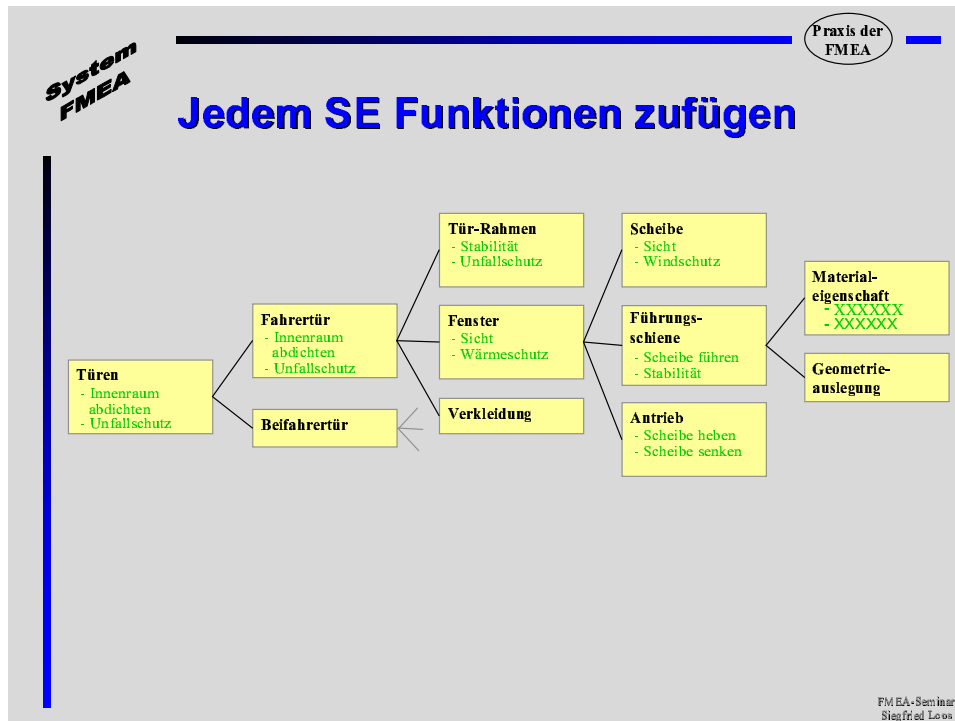 Praxis der
FMEA
System
FMEA
Jedem SE Funktionen zufügen
Türen
- Innenraum
abdichten
- Unfallschutz
Fahrertür
- Innenraum
abdichten
- Unfallschutz
Beifahrertür
Tür-Rahmen
- Stabilität
- Unfallschutz
Fenster
- Sicht
- Wärmeschutz
Verkleidung
Scheibe
- Sicht
- Windschutz
Führungs-
schiene
- Scheibe führen
- Stabilität
Antrieb
- Scheibe heben
- Scheibe senken
Material-
eigenschaft
- XXXXXX
- XXXXXX
Geometrie-
auslegung
FMEA-Seminar
Siegfried Loos